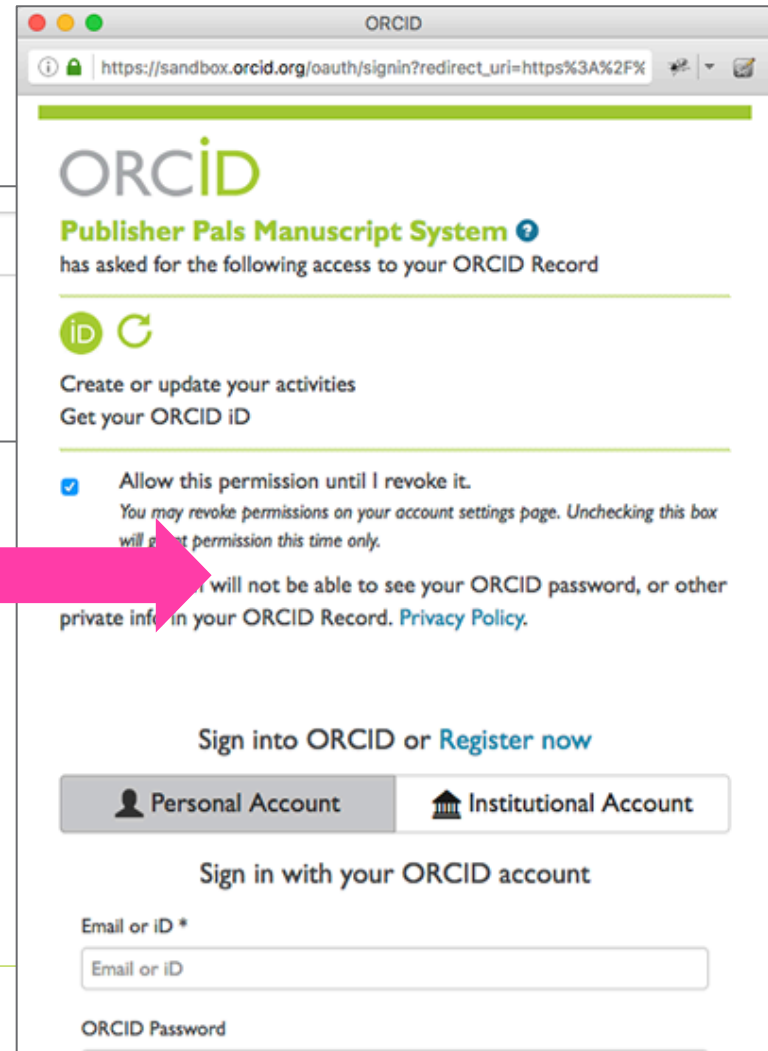 ORCID
https://sandbox.orcid.org/oauth/signin?redirect_uri=https%3A%2F%
ORCiD
Publisher Pals Manuscript System ?
has asked for the following access to your ORCID Record
iD
Create or update your activities
Get your ORCID iD
Allow this permission until I revoke it.
You may revoke permissions on your account settings page. Unchecking this box
will permission this time only.
will not be able to see your ORCID password, or other
private info in your ORCID Record. Privacy Policy.
Sign into ORCID or Register now
Personal Account
Institutional Account
Sign in with your ORCID account
Email or iD *
Email or iD
ORCID Password